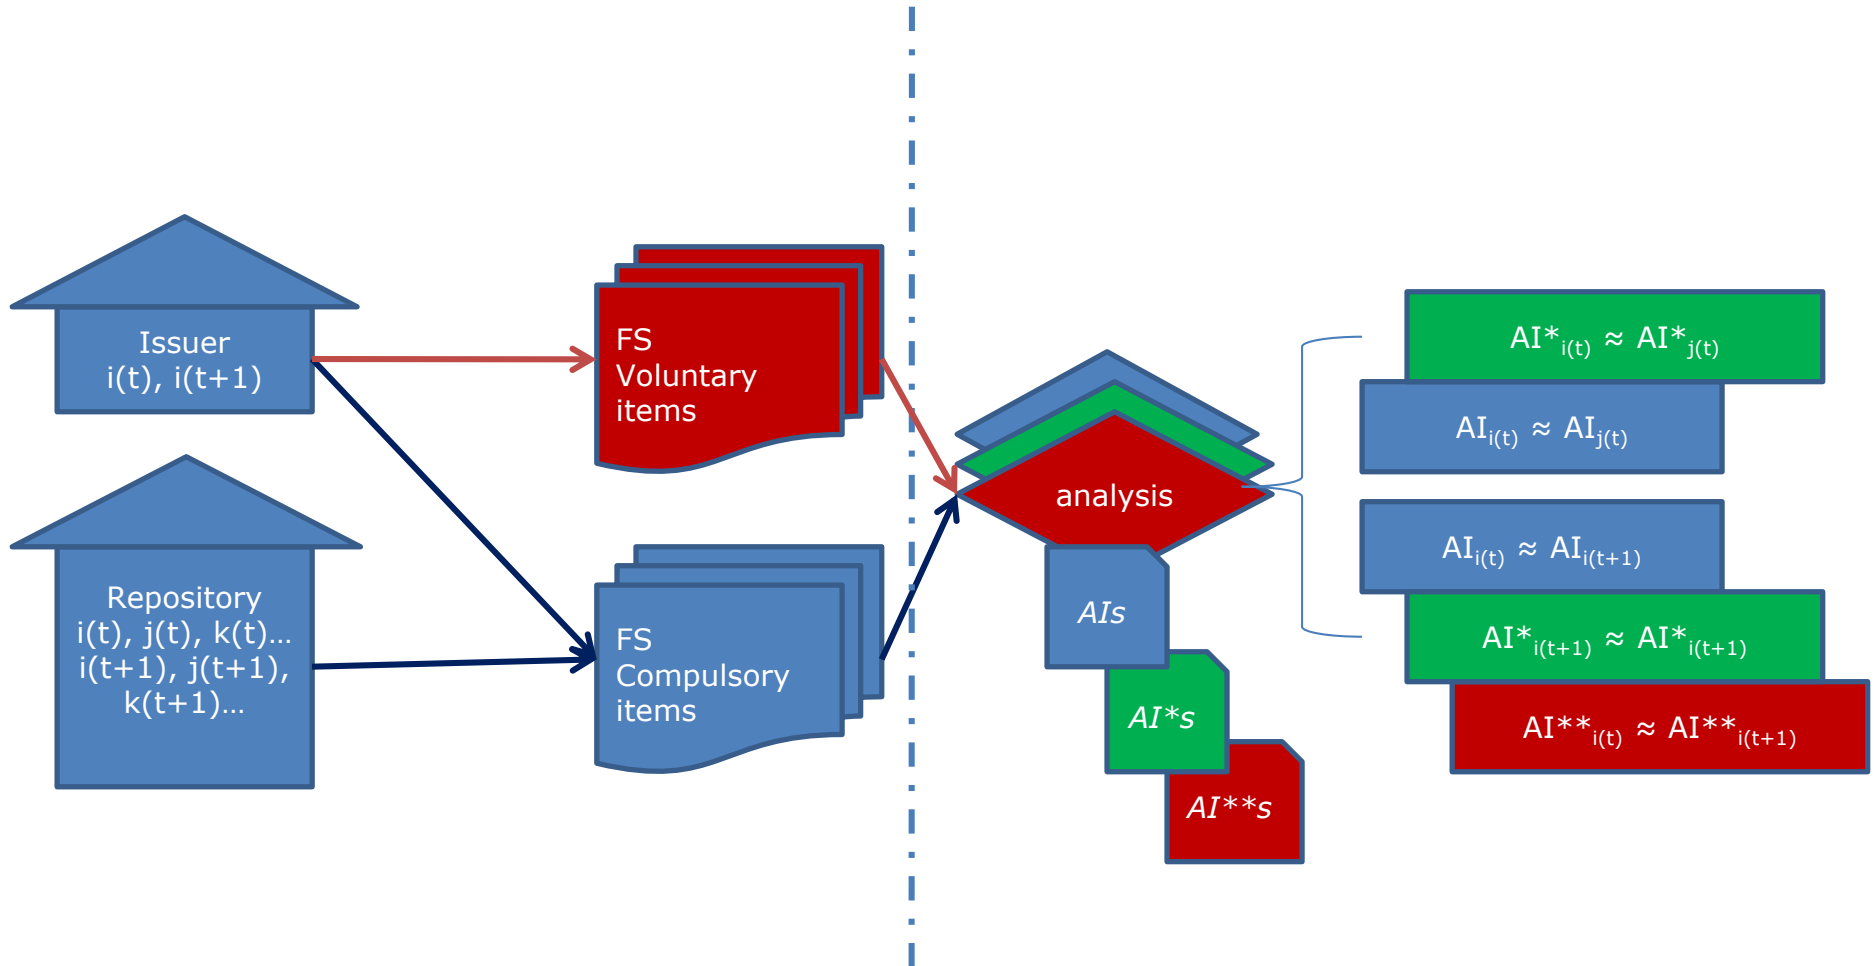 Issuer
i(t), i(t+1)
Repository
i(t), j(t), k(t)…
i(t+1), j(t+1),
k(t+1)…
FS
Voluntary
items
FS
Compulsory
items
analysis
AIs
AI*s
AI**s
AI*i(t) ≈ AI*j(t)
AIi(t) ≈ AIj(t)
AIi(t) ≈ AIi(t+1)
AI*i(t+1) ≈ AI*i(t+1)
AI**i(t) ≈ AI**i(t+1)